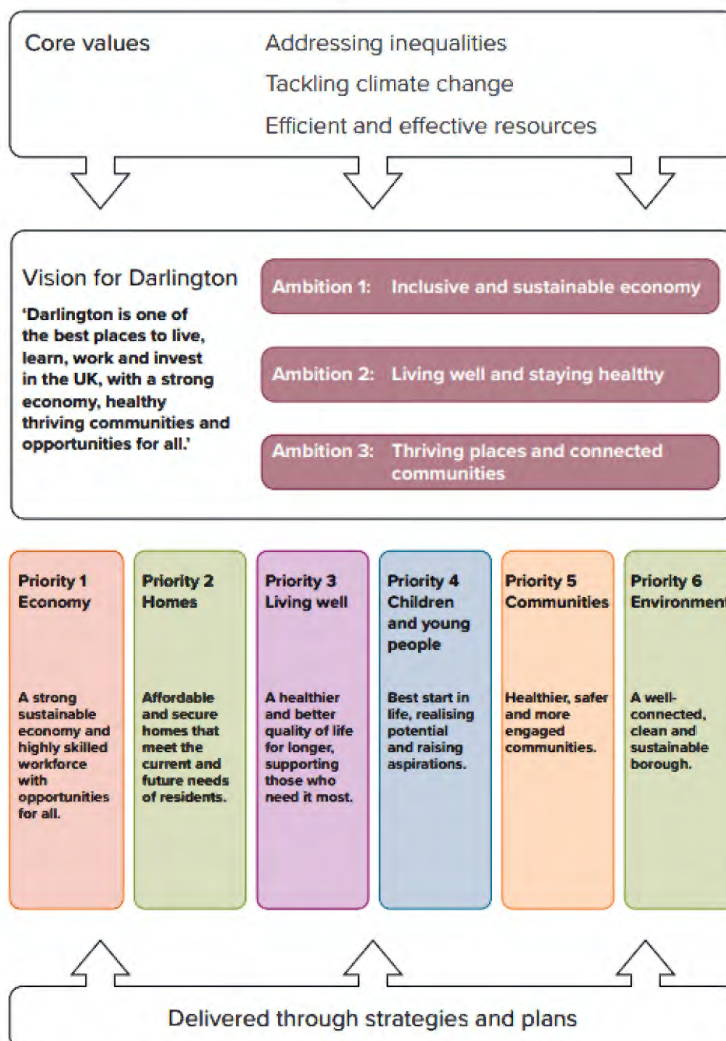 Core values
Addressing inequalities
Tackling climate change
Efficient and effective resources
Vision for Darlington
‘Darlington is one of
the best places to live,
learn, work and invest
in the UK, with a strong
economy, healthy
thriving communities and
opportunities for all.’
Ambition 1: Inclusive and sustainable economy
Ambition 2: Living well and staying healthy
Ambition 3: Thriving places and connected
communities
Priority 1
Economy
A strong
sustainable
economy and
highly skilled
workforce
with
opportunities
for all.
Priority 2
Homes
Affordable
and secure
homes that
meet the
current and
future needs
of residents.
Priority 3
Living well
A healthier
and better
quality of life
for longer,
supporting
those who
need it most.
Priority 4
Children
and young
people
Best start in
life, realising
potential
and raising
aspirations.
Priority 5
Communities
Healthier, safer
and more
engaged
communities.
Priority 6
Environment
A well-
connected,
clean and
sustainable
borough.
Delivered through strategies and plans